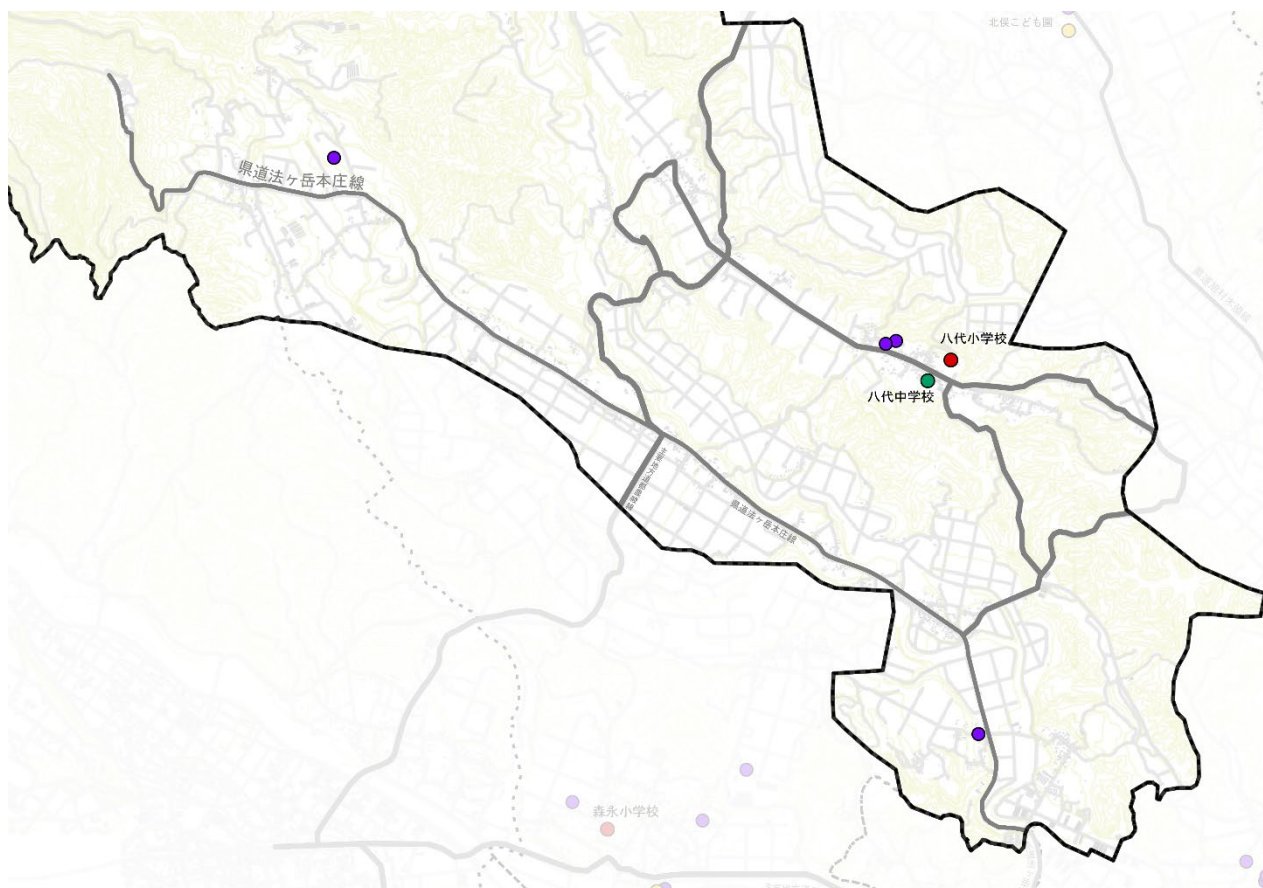 北俣こども園
県道法ヶ岳本庄線
八代小学校
八代中学校
県道法ヶ岳本庄線
森永小学校